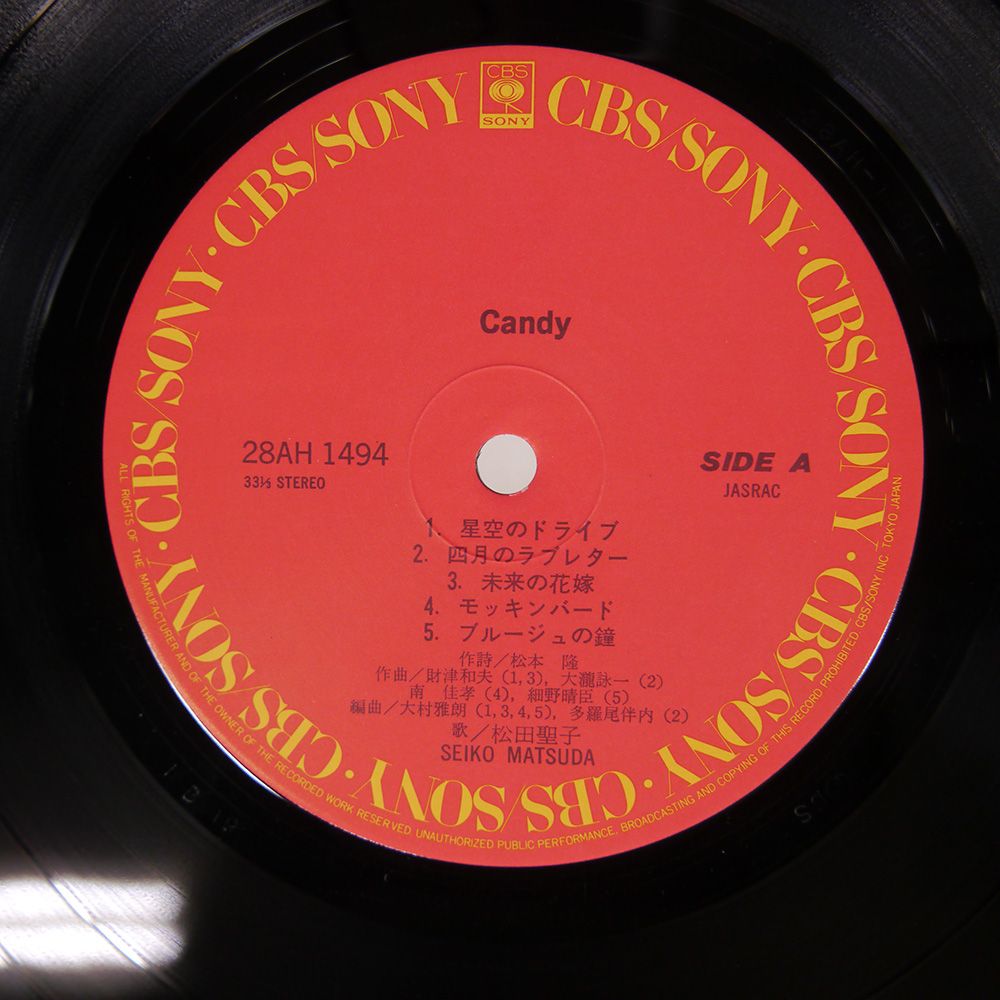 CBS
SONY
CBS/SONY · CBS/SONY · CBS/SONY · CBS/SONY · CBS/SONY · CBS/SONY · CBS/SONY · CBS/SONY · CBS/SONY
Candy
28AH 1494
33⅓ STEREO
SIDE A
JASRAC
1. 星空のドライブ
2. 四月のラブレター
3. 未来の花嫁
4. モッキンバード
5. ブルージュの鐘
作詩/松本 隆
作曲/財津和夫(1,3), 大瀧詠一(2)
南 佳孝(4), 細野晴臣(5)
編曲/大村雅朗(1,3,4,5), 多羅尾伴内(2)
歌/松田聖子
SEIKO MATSUDA
ALL RIGHTS OF THE MANUFACTURER AND OF THE OWNER OF THE RECORDED WORK RESERVED UNAUTHORIZED PUBLIC PERFORMANCE, BROADCASTING AND COPYING OF THIS RECORD PROHIBITED CBS/SONY INC. TOKYO JAPAN